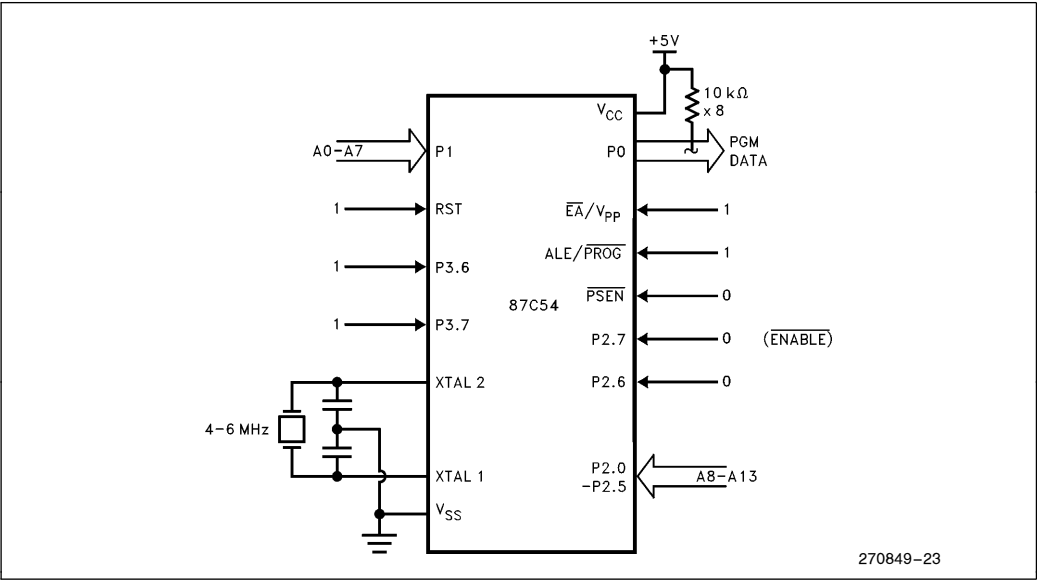 +5V
10 kΩ
x 8
VCC
A0–A7
P1
P0
PGM
DATA
1
RST
EA/VPP
1
ALE/PROG
1
1
P3.6
PSEN
0
87C54
1
P3.7
P2.7
0
(ENABLE)
XTAL 2
P2.6
0
4–6 MHz
P2.0
–P2.5
A8–A13
XTAL 1
VSS
270849–23